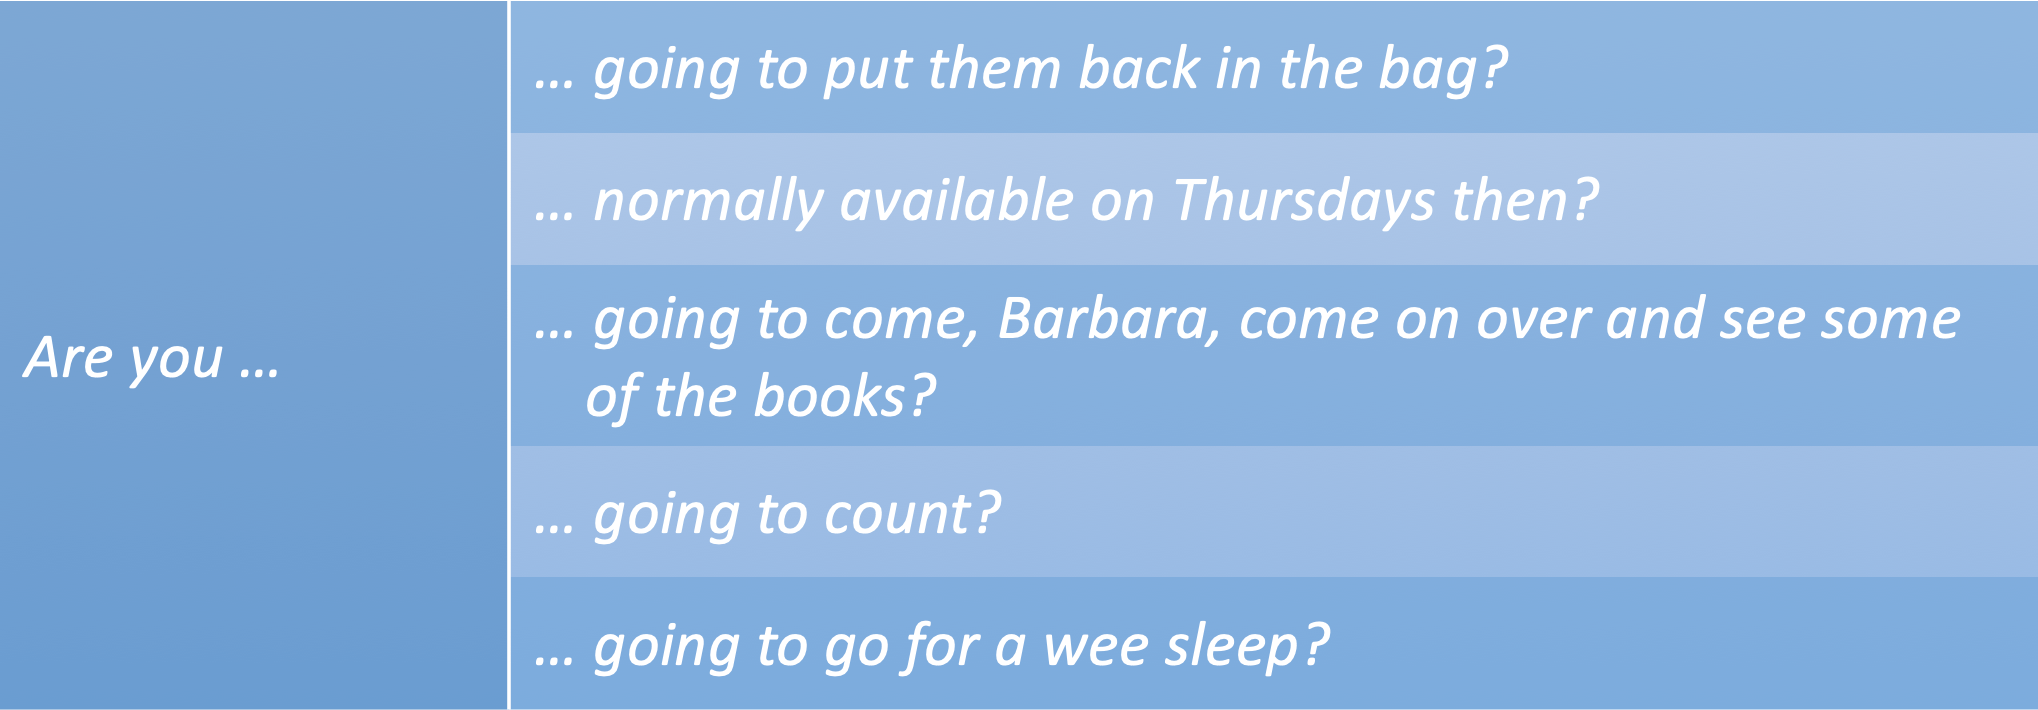 Are you …
… going to put them back in the bag?
… normally available on Thursdays then?
… going to come, Barbara, come on over and see some
of the books?
… going to count?
… going to go for a wee sleep?